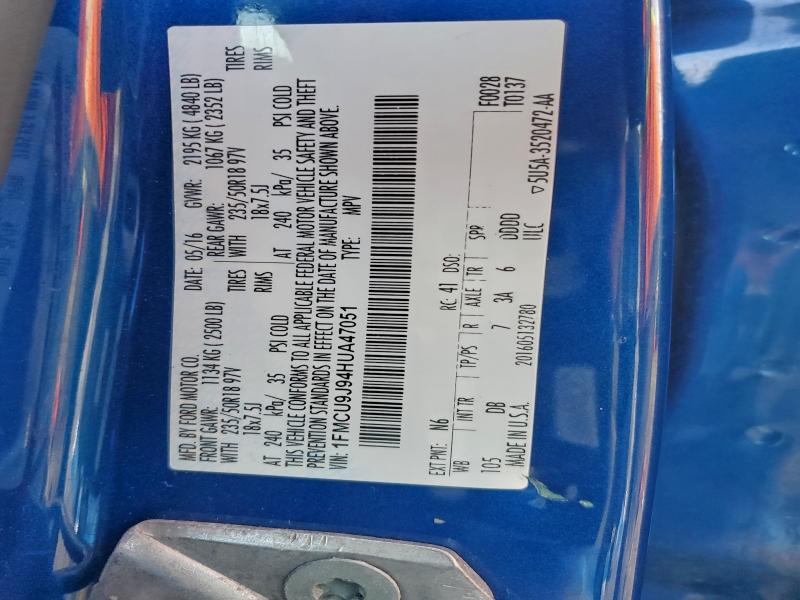 MFD. BY FORD MOTOR CO. DATE: 05/16 GVWR: 2195 KG ( 4840 LB)
FRONT GAWR: 1134 KG ( 2500 LB) REAR GAWR: 1067 KG ( 2352 LB)
WITH 235/50R18 97V TIRES WITH 235/50R18 97V TIRES
18x7.5J RIMS 18x7.5J RIMS
AT 240 kPa/ 35 PSI COLD AT 240 kPa/ 35 PSI COLD
THIS VEHICLE CONFORMS TO ALL APPLICABLE FEDERAL MOTOR VEHICLE SAFETY AND THEFT
PREVENTION STANDARDS IN EFFECT ON THE DATE OF MANUFACTURE SHOWN ABOVE.
VIN: 1FMCU9J94HUA47051 TYPE: MPV
EXT PNT: N6 RC: 41 DSO: F0028
WB INT TR TP/PS R AXLE TR SPR T0137
105 DB 7 3A 6 DDDD
MADE IN U.S.A. 201605132780 ULC ▽5U5A-3520472-AA